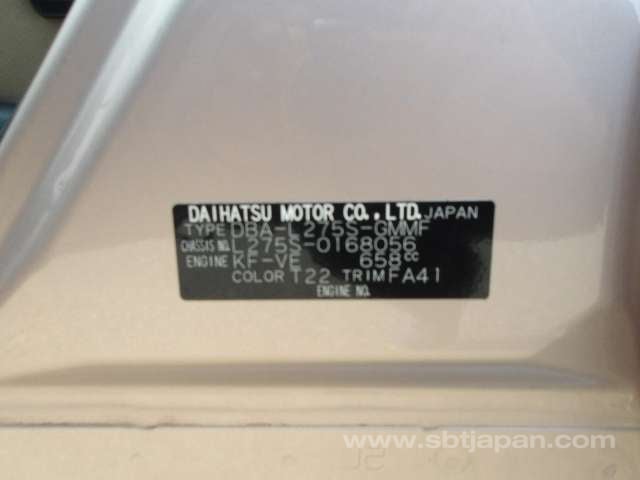 DAIHATSU MOTOR CO., LTD. JAPAN
TYPE DBA-L275S-GMMF
CHASSIS NO. L275S-0168056
ENGINE KF-VE 658cc
COLOR T22 TRIM FA41
ENGINE NO.
www.sbtjapan.com